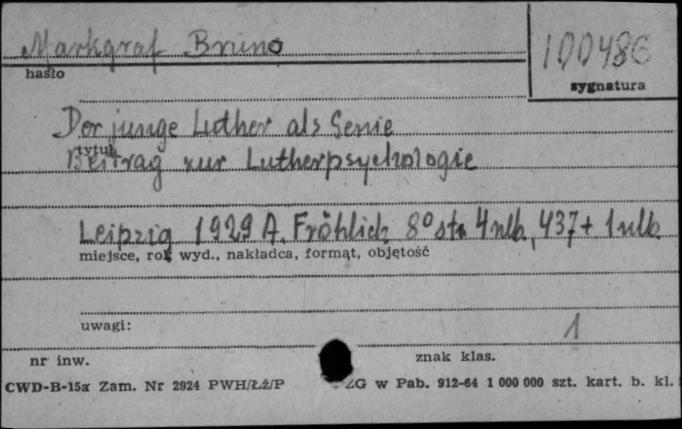 Markgraf Bruno
100486
hasło
sygnatura
Der junge Luther als Genie
tytuł
Beitrag zur Lutherpsychologie
Leipzig 1929 A. Fröhlich 8° str. 4 nlb, 437 + 1 nlb.
miejsce, rok wyd., nakładca, format, objętość
uwagi:
1
nr inw.
znak klas.
CWD-B-15a Zam. Nr 2924 PWH/Łź/P ZG w Pab. 912-64 1 000 000 szt. kart. b. kl.